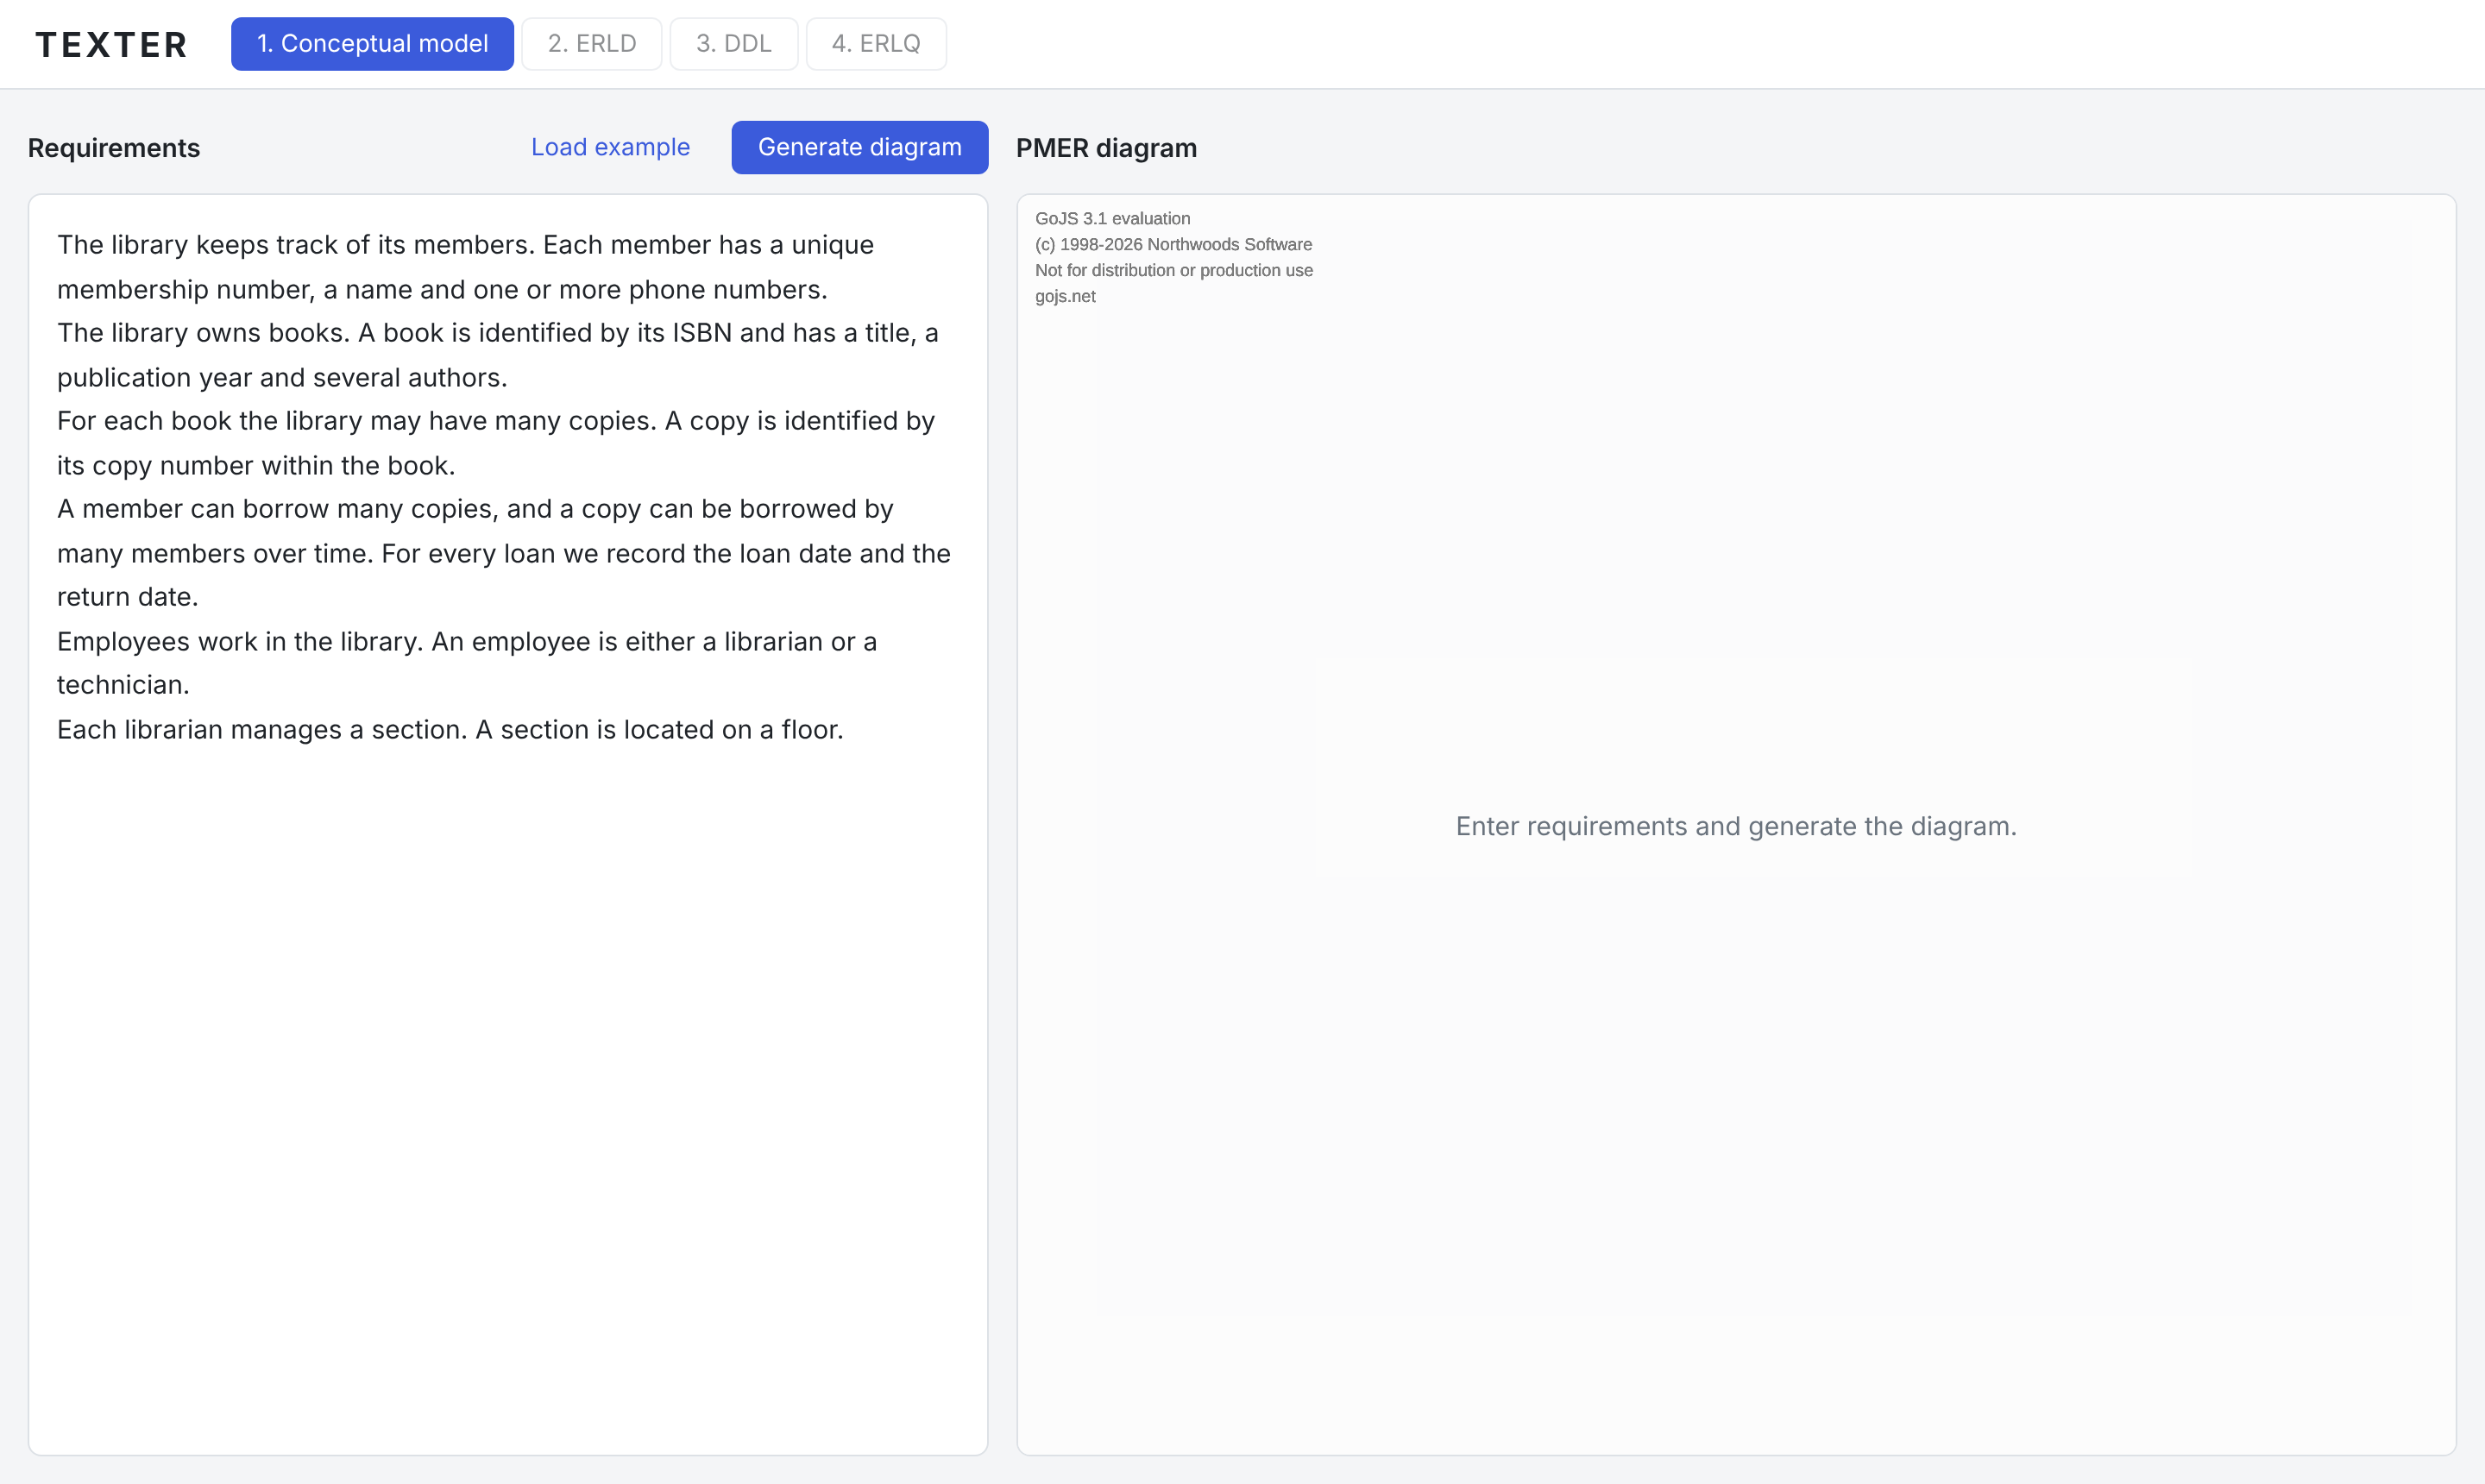 TEXTER
1. Conceptual model
2. ERLD
3. DDL
4. ERLQ
Requirements
Load example
Generate diagram
The library keeps track of its members. Each member has a unique
membership number, a name and one or more phone numbers.
The library owns books. A book is identified by its ISBN and has a title, a
publication year and several authors.
For each book the library may have many copies. A copy is identified by
its copy number within the book.
A member can borrow many copies, and a copy can be borrowed by
many members over time. For every loan we record the loan date and the
return date.
Employees work in the library. An employee is either a librarian or a
technician.
Each librarian manages a section. A section is located on a floor.
PMER diagram
GoJS 3.1 evaluation
(c) 1998-2026 Northwoods Software
Not for distribution or production use
gojs.net
Enter requirements and generate the diagram.